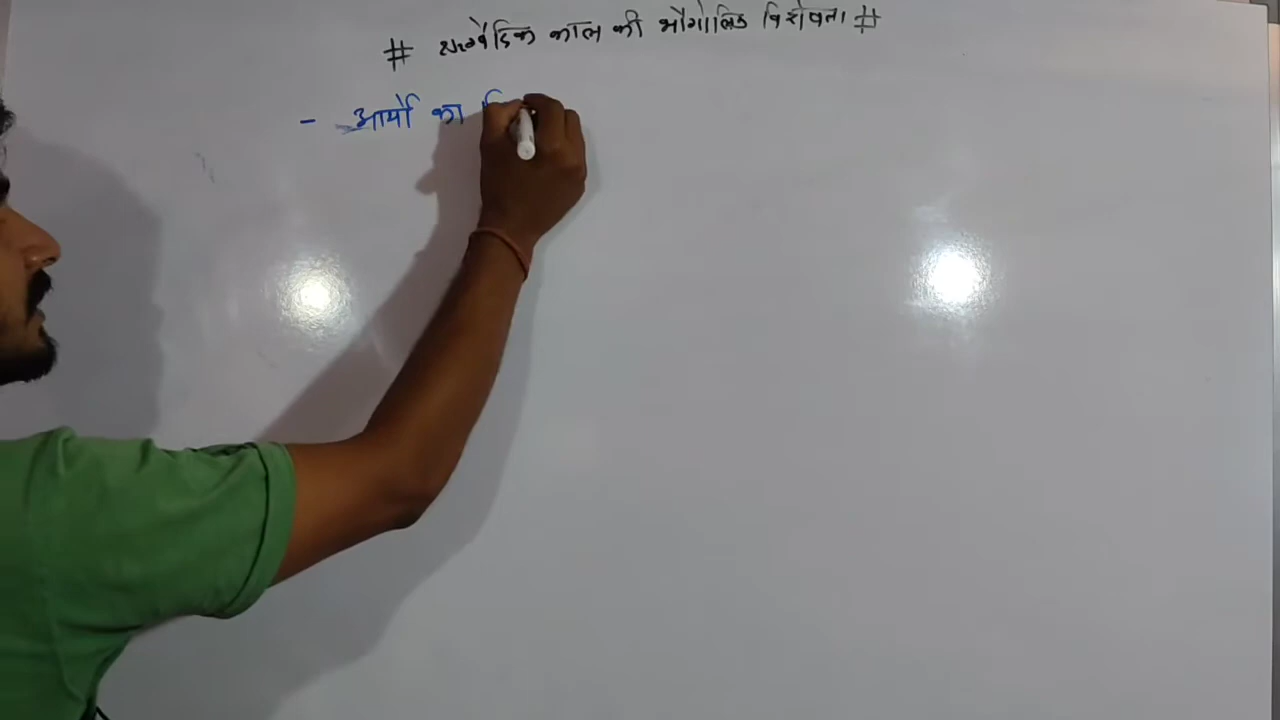 # ऋग्वैदिक काल की भौगोलिक विशेषता #
- आर्यो का